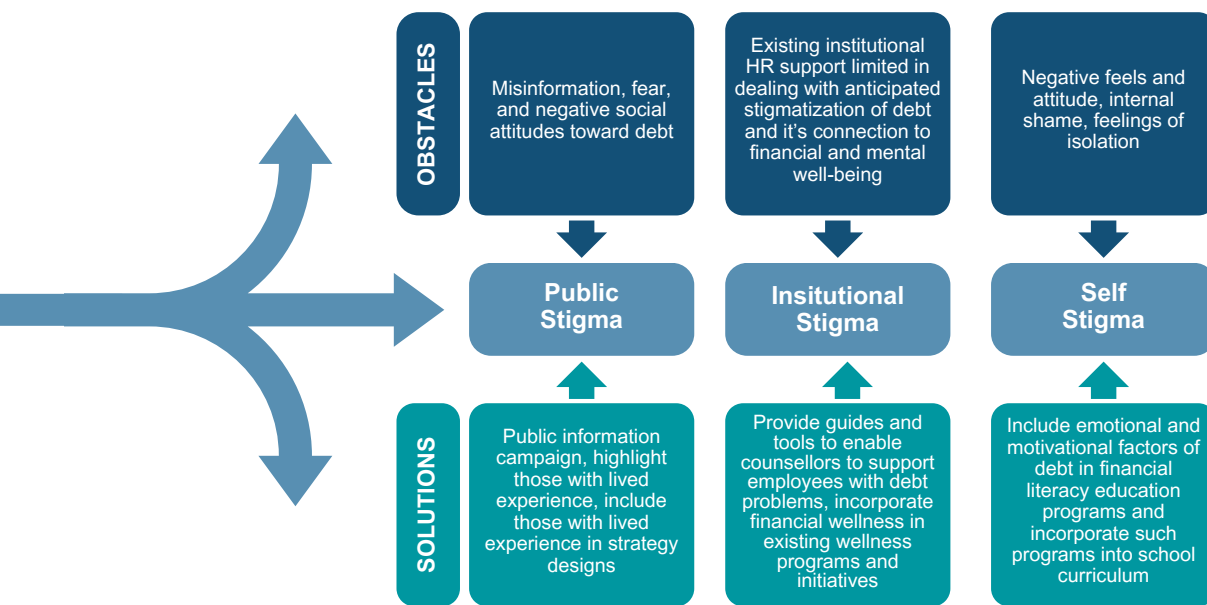 OBSTACLES
Misinformation, fear,
and negative social
attitudes toward debt
Existing institutional
HR support limited in
dealing with anticipated
stigmatization of debt
and it's connection to
financial and mental
well-being
Negative feels and
attitude, internal
shame, feelings of
isolation
Public
Stigma
Insitutional
Stigma
Self
Stigma
SOLUTIONS
Public information
campaign, highlight
those with lived
experience, include
those with lived
experience in strategy
designs
Provide guides and
tools to enable
counsellors to support
employees with debt
problems, incorporate
financial wellness in
existing wellness
programs and
initiatives
Include emotional and
motivational factors of
debt in financial
literacy education
programs and
incorporate such
programs into school
curriculum